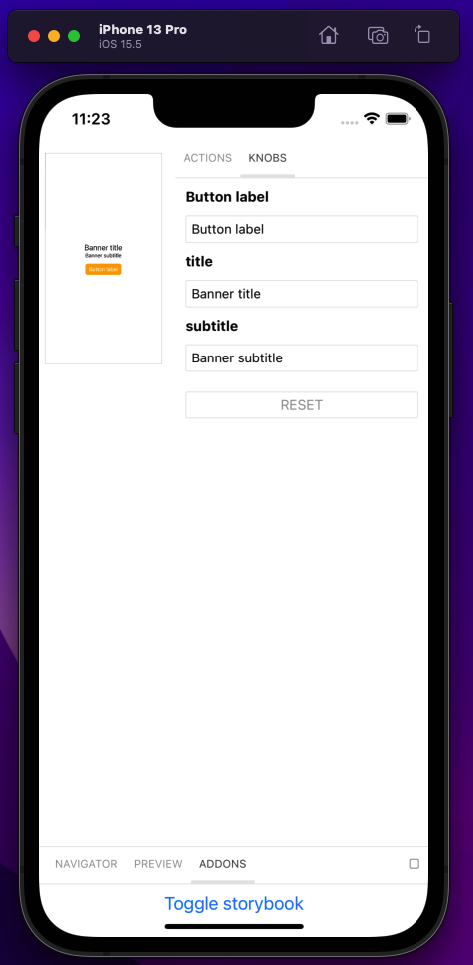 iPhone 13 Pro
iOS 15.5
11:23
ACTIONS KNOBS
Banner title
Banner subtitle
Button label
Button label
Button label
title
Banner title
subtitle
Banner subtitle
RESET
NAVIGATOR PREVIEW ADDONS
Toggle storybook